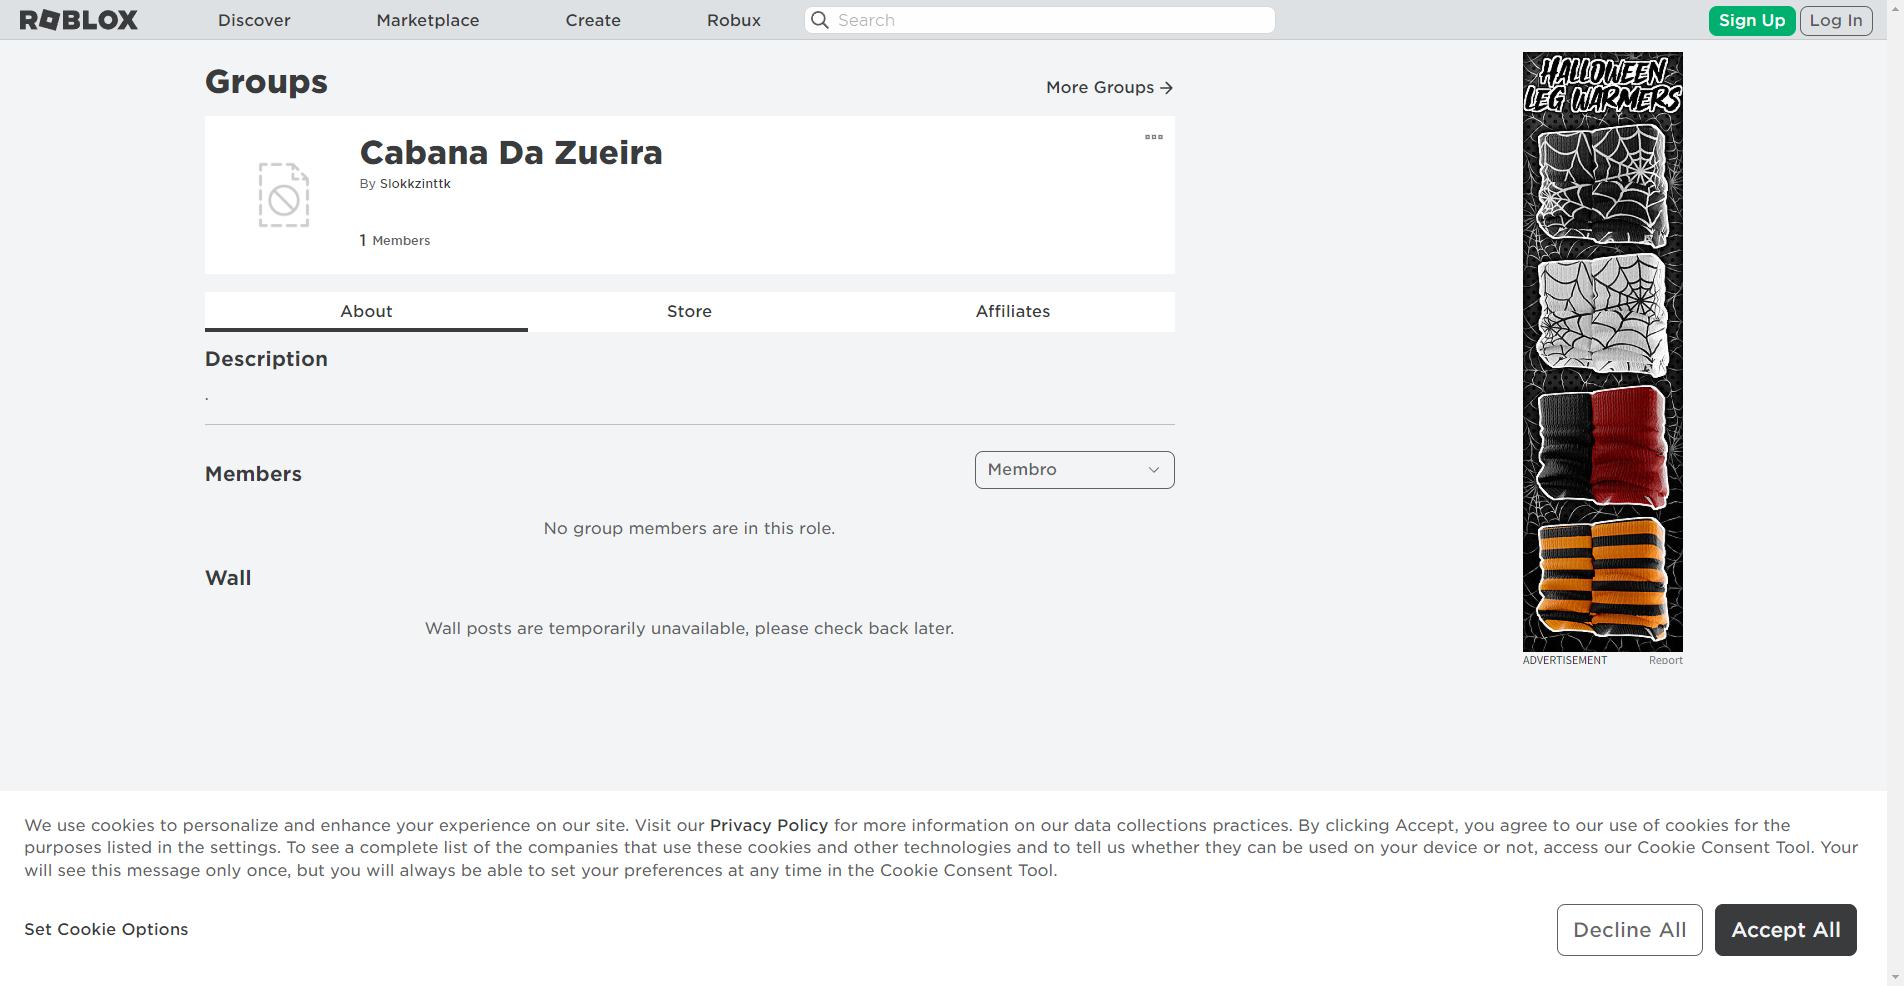 ROBLOX
Discover
Marketplace
Create
Robux
Search
Sign Up
Log In
Groups
More Groups
Cabana Da Zueira
By Slokkzinttk
1 Members
About
Store
Affiliates
Description
.
Members
Membro
No group members are in this role.
Wall
Wall posts are temporarily unavailable, please check back later.
HALLOWEEN
LEG WARMERS
ADVERTISEMENT
Report
We use cookies to personalize and enhance your experience on our site. Visit our Privacy Policy for more information on our data collections practices. By clicking Accept, you agree to our use of cookies for the
purposes listed in the settings. To see a complete list of the companies that use these cookies and other technologies and to tell us whether they can be used on your device or not, access our Cookie Consent Tool. Your
will see this message only once, but you will always be able to set your preferences at any time in the Cookie Consent Tool.
Set Cookie Options
Decline All
Accept All